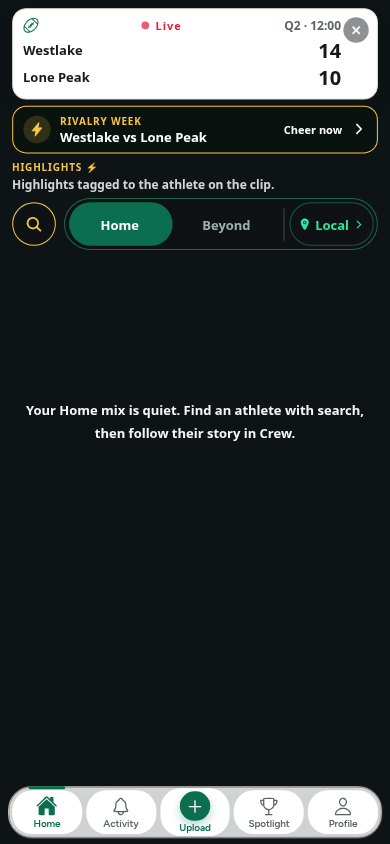 Live
Q2 · 12:00
Westlake 14
Lone Peak 10
RIVALRY WEEK
Westlake vs Lone Peak
Cheer now
HIGHLIGHTS ⚡
Highlights tagged to the athlete on the clip.
Home
Beyond
Local
Your Home mix is quiet. Find an athlete with search,
then follow their story in Crew.
Home
Activity
Upload
Spotlight
Profile